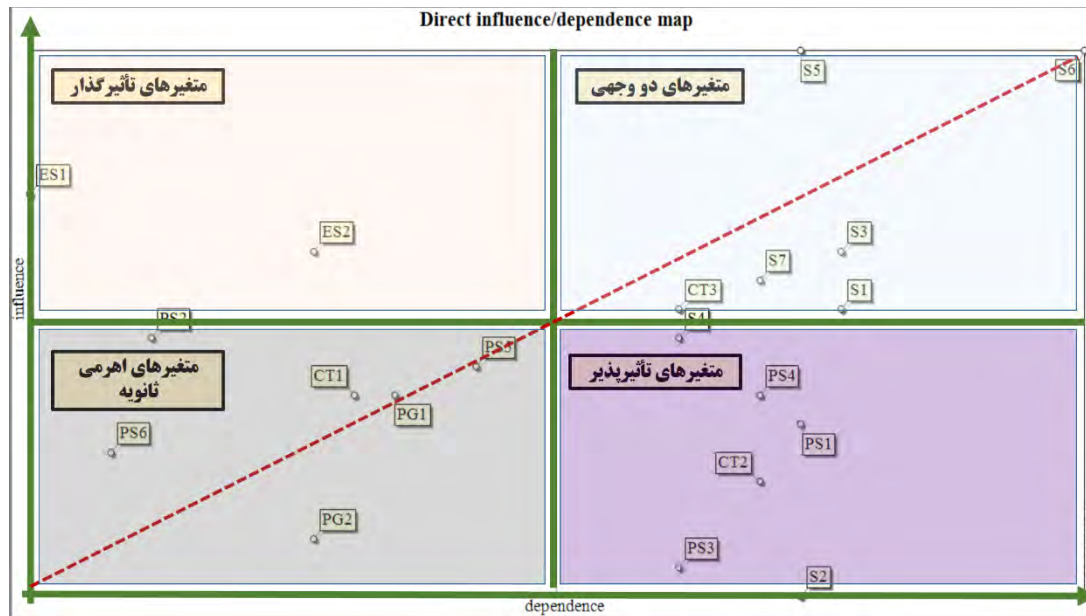 Direct influence/dependence map
متغیرهای تأثیرگذار
متغیرهای دو وجهی
S5
S6
ES1
ES2
S3
S7
CT3
S1
influence
PS2
S4
متغیرهای اهرمی
ثانویه
متغیرهای تأثیرپذیر
PS5
CT1
PG1
PS4
PS6
PS1
CT2
PG2
PS3
S2
dependence